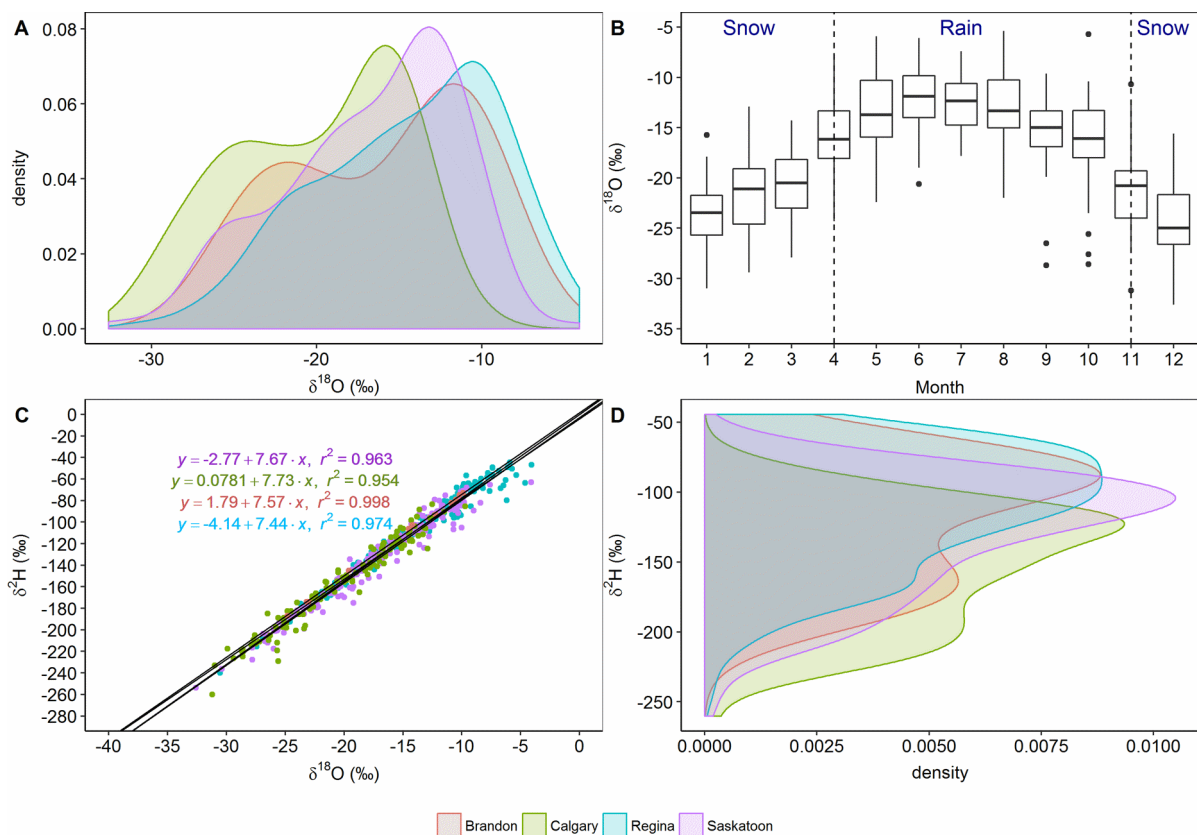 A
0.08
0.06
0.04
0.02
0.00
density
-30
-20
-10
δ18O (‰)
B
Snow
Rain
Snow
-5
-10
-15
-20
-25
-30
-35
δ18O (‰)
1 2 3 4 5 6 7 8 9 10 11 12
Month
C
0
-20
-40
-60
-80
-100
-120
-140
-160
-180
-200
-220
-240
-260
-280
δ2H (‰)
y = -2.77 + 7.67 · x, r2 = 0.963
y = 0.0781 + 7.73 · x, r2 = 0.954
y = 1.79 + 7.57 · x, r2 = 0.998
y = -4.14 + 7.44 · x, r2 = 0.974
-40 -35 -30 -25 -20 -15 -10 -5 0
δ18O (‰)
D
-50
-100
-150
-200
-250
δ2H (‰)
0.0000 0.0025 0.0050 0.0075 0.0100
density
Brandon Calgary Regina Saskatoon